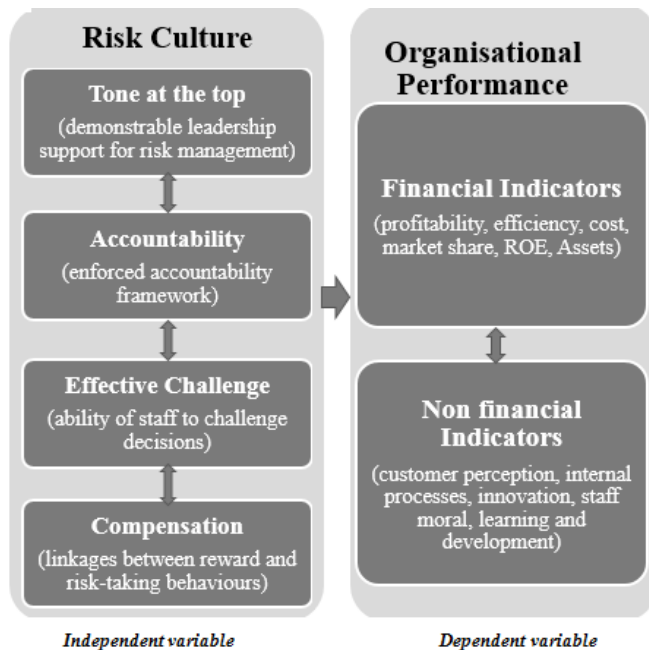 Risk Culture
Tone at the top
(demonstrable leadership
support for risk management)
Accountability
(enforced accountability
framework)
Effective Challenge
(ability of staff to challenge
decisions)
Compensation
(linkages between reward and
risk-taking behaviours)
Independent variable
Organisational
Performance
Financial Indicators
(profitability, efficiency, cost,
market share, ROE, Assets)
Non financial
Indicators
(customer perception, internal
processes, innovation, staff
moral, learning and
development)
Dependent variable